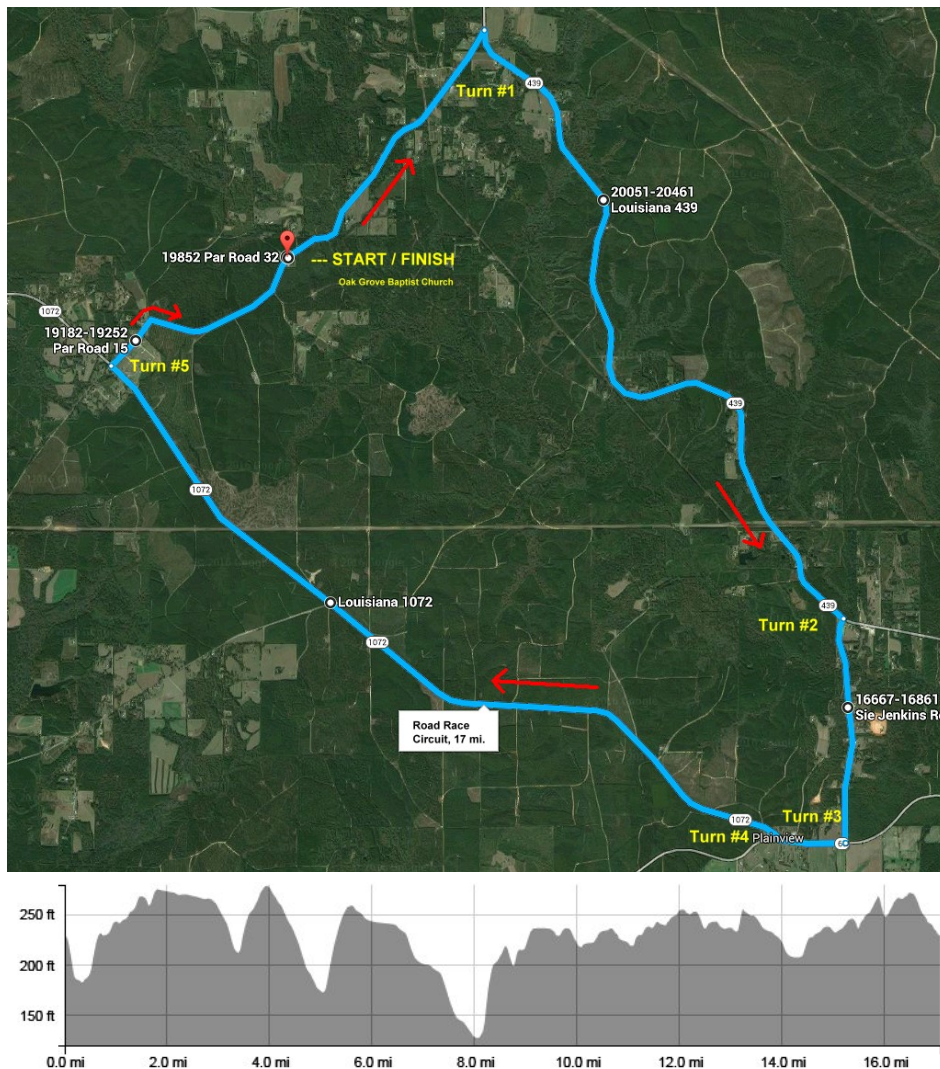 Turn #1
439
20051-20461
Louisiana 439
19852 Par Road 32
--- START / FINISH
Oak Grove Baptist Church
1072
19182-19252
Par Road 15
Turn #5
439
1072
Louisiana 1072
439
Turn #2
1072
16667-16861
Sie Jenkins R
Road Race
Circuit, 17 mi.
Turn #3
1072
Turn #4 Plainview
250 ft
200 ft
150 ft
0.0 mi 2.0 mi 4.0 mi 6.0 mi 8.0 mi 10.0 mi 12.0 mi 14.0 mi 16.0 mi